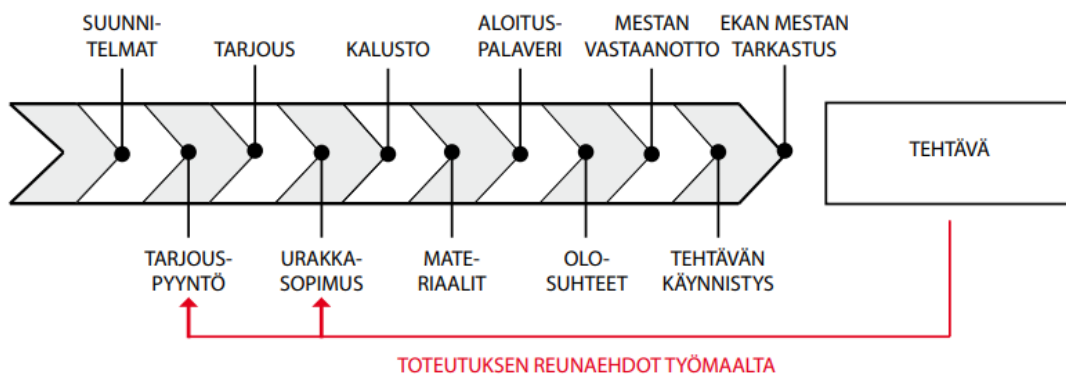 SUUNNI-
TELMAT
TARJOUS
KALUSTO
ALOITUS-
PALAVERI
MESTAN
VASTAANOTTO
EKAN MESTAN
TARKASTUS
TEHTÄVÄ
TARJOUS-
PYYNTÖ
URAKKA-
SOPIMUS
MATE-
RIAALIT
OLO-
SUHTEET
TEHTÄVÄN
KÄYNNISTYS
TOTEUTUKSEN REUNAEHDOT TYÖMAALTA